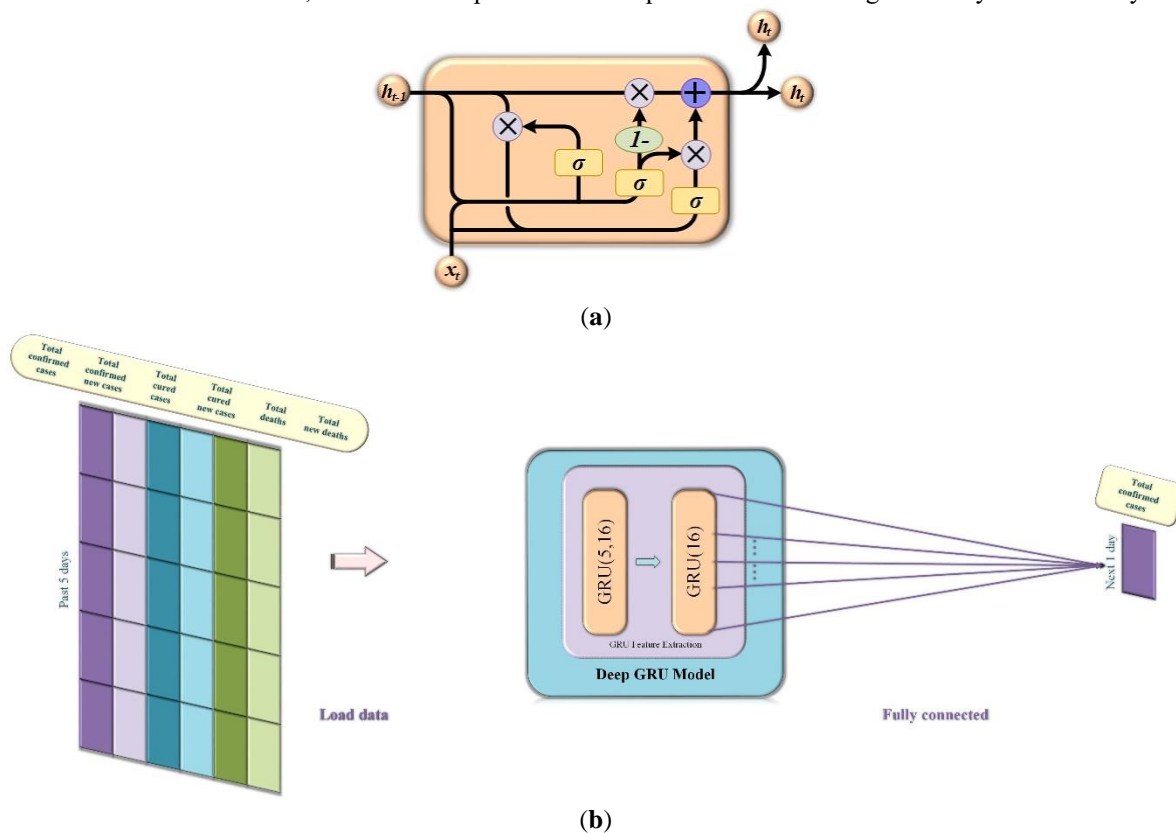 h_t
h_{t-1}
×
+
h_t
×
1-
×
σ
σ
σ
x_t
(a)
Total
confirmed
cases
Total
confirmed
new cases
Total
cured
cases
Total
cured
new cases
Total
deaths
Total
new deaths
Past 5 days
Load data
GRU(5,16)
GRU(16)
GRU Feature Extraction
Deep GRU Model
Fully connected
Total
confirmed
cases
Next 1 day
(b)